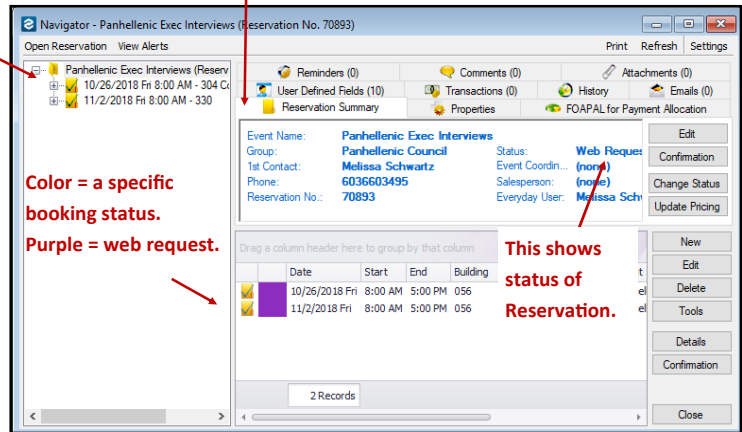 Navigator - Panhellenic Exec Interviews (Reservation No. 70893)
Open Reservation View Alerts Print Refresh Settings
Panhellenic Exec Interviews (Reserv
10/26/2018 Fri 8:00 AM - 304 Co
11/2/2018 Fri 8:00 AM - 330
Reminders (0) Comments (0) Attachments (0)
User Defined Fields (10) Transactions (0) History Emails (0)
Reservation Summary Properties FOAPAL for Payment Allocation
Event Name: Panhellenic Exec Interviews
Group: Panhellenic Council Status: Web Reques
1st Contact: Melissa Schwartz Event Coordin... (none)
Phone: 6036603495 Salesperson: (none)
Reservation No.: 70893 Everyday User: Melissa Schw
Edit
Confirmation
Change Status
Update Pricing
Color = a specific
booking status.
Purple = web request.
Drag a column header here to group by that column
Date Start End Building
10/26/2018 Fri 8:00 AM 5:00 PM 056
11/2/2018 Fri 8:00 AM 5:00 PM 056
This shows
status of
Reservation.
2 Records
New
Edit
Delete
Tools
Details
Confirmation
Close